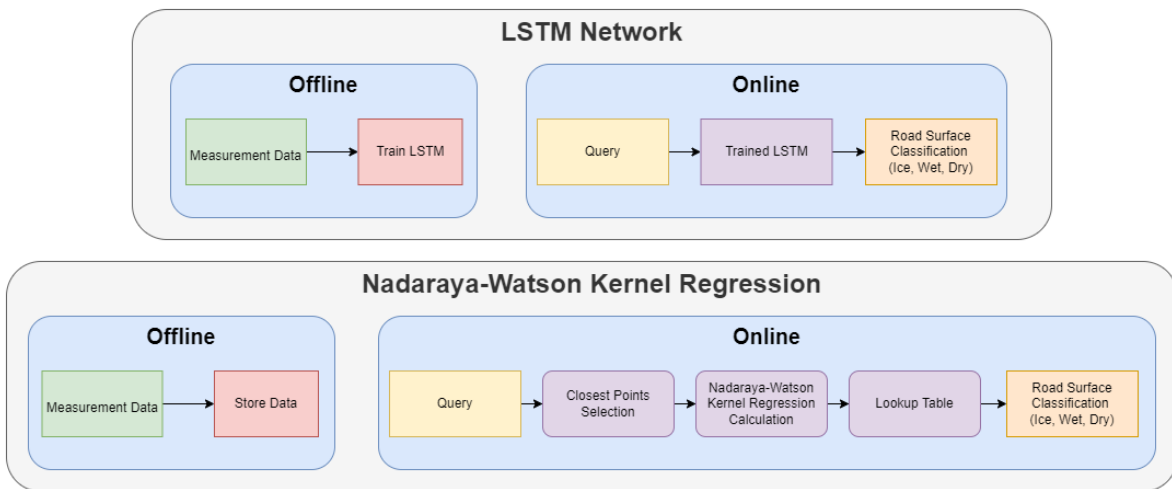 LSTM Network
Offline
Measurement Data
Train LSTM
Online
Query
Trained LSTM
Road Surface
Classification
(Ice, Wet, Dry)
Nadaraya-Watson Kernel Regression
Offline
Measurement Data
Store Data
Online
Query
Closest Points
Selection
Nadaraya-Watson
Kernel Regression
Calculation
Lookup Table
Road Surface
Classification
(Ice, Wet, Dry)